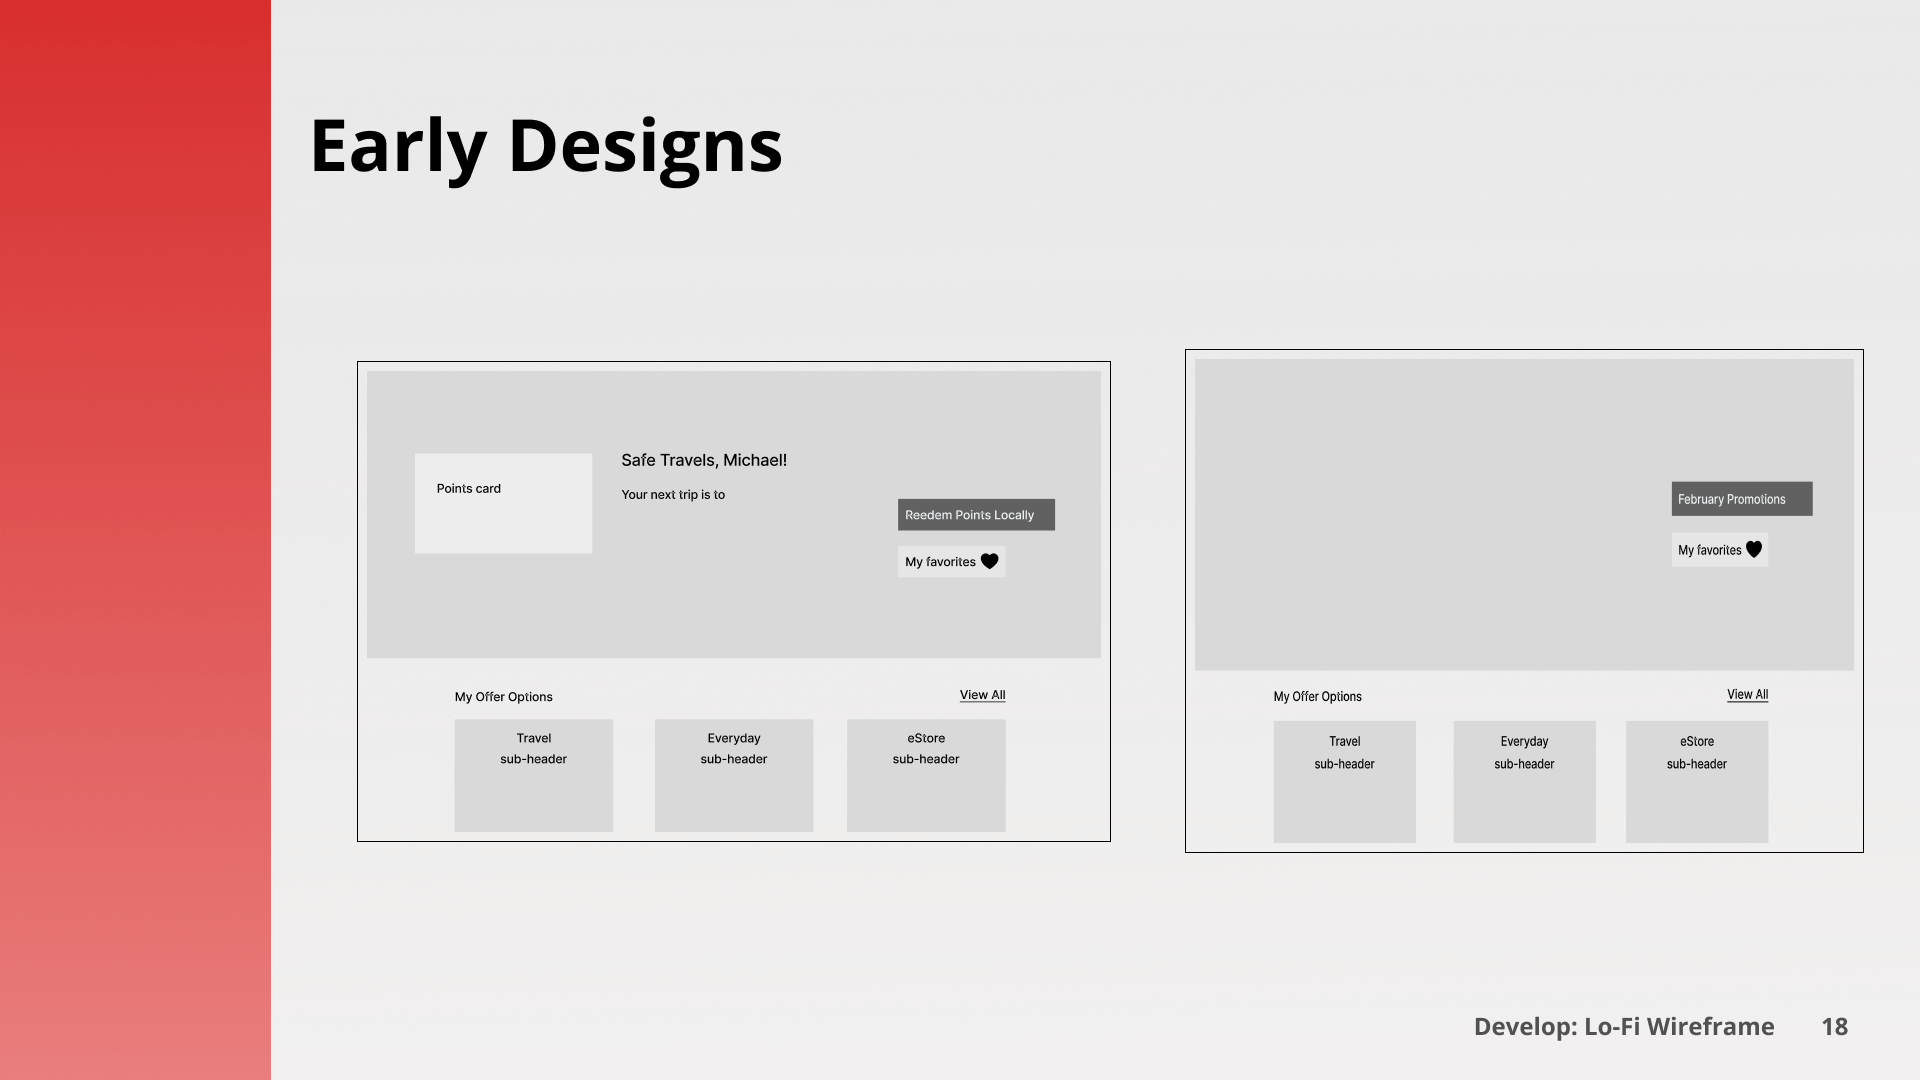 Early Designs
Points card
Safe Travels, Michael!
Your next trip is to
Reedem Points Locally
My favorites
My Offer Options
View All
Travel
sub-header
Everyday
sub-header
eStore
sub-header
February Promotions
My favorites
My Offer Options
View All
Travel
sub-header
Everyday
sub-header
eStore
sub-header
Develop: Lo-Fi Wireframe 18